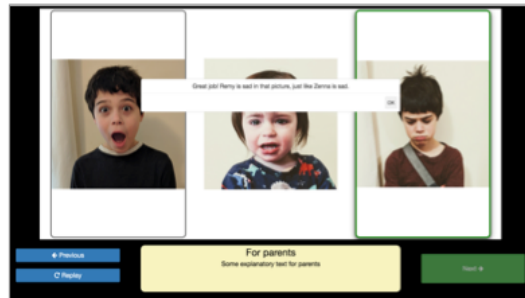 Great job! Remy is sad in that picture, just like Zenna is sad.
OK
← Previous
For parents
Some explanatory text for parents
Next →
Replay